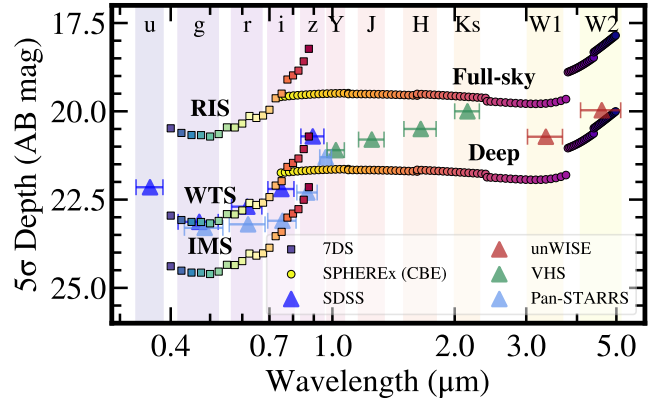 u g r i z Y J H Ks W1 W2
17.5
20.0
22.5
25.0
5σ Depth (AB mag)
Full-sky
RIS
Deep
WTS
IMS
7DS
SPHEREx (CBE)
SDSS
unWISE
VHS
Pan-STARRS
0.4 0.7 1.0 2.0 3.0 5.0
Wavelength (μm)